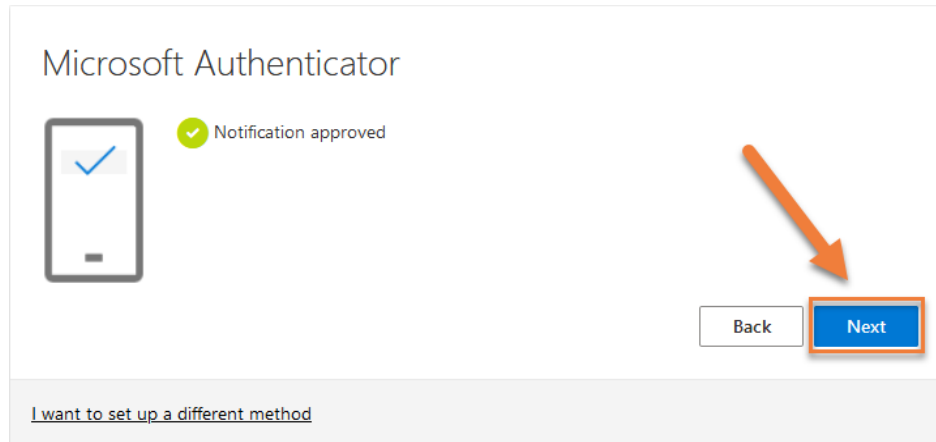 Microsoft Authenticator
Notification approved
Back
Next
I want to set up a different method